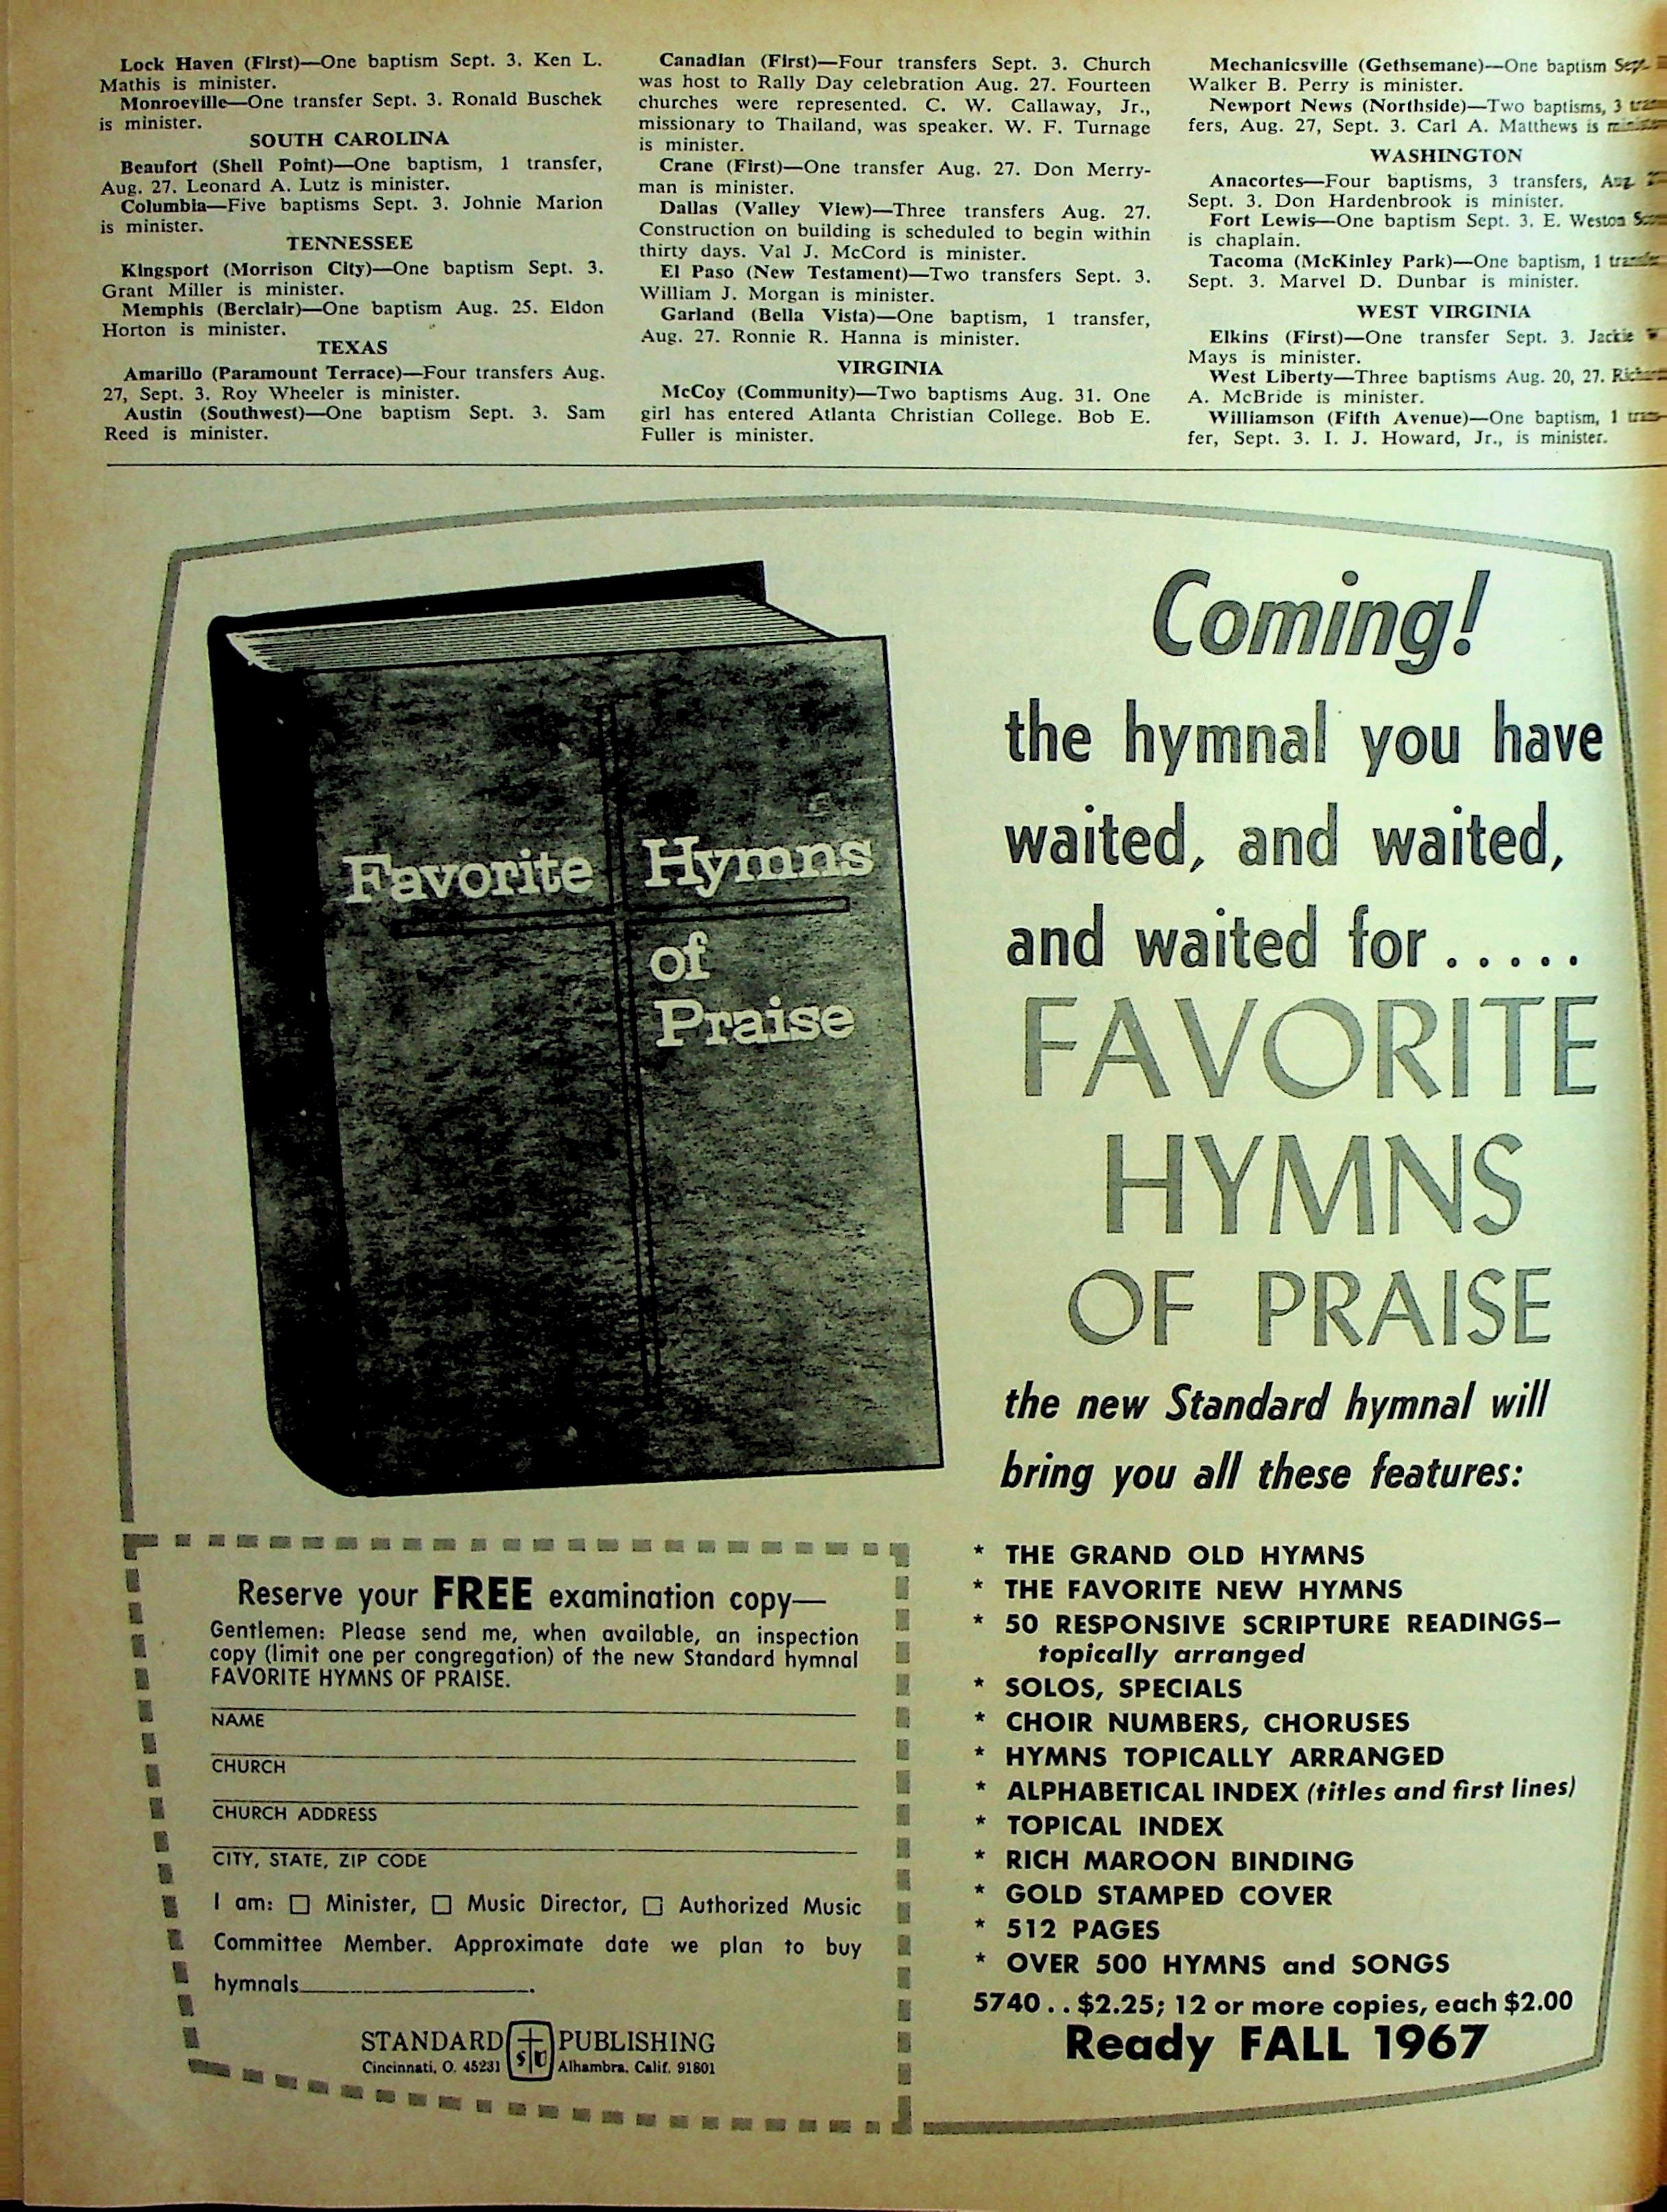 Lock Haven (First)—One baptism Sept. 3. Ken L.
Mathis is minister.
Monroeville—One transfer Sept. 3. Ronald Buschek
is minister.
SOUTH CAROLINA
Beaufort (Shell Point)—One baptism, 1 transfer,
Aug. 27. Leonard A. Lutz is minister.
Columbia—Five baptisms Sept. 3. Johnie Marion
is minister.
TENNESSEE
Kingsport (Morrison City)—One baptism Sept. 3.
Grant Miller is minister.
Memphis (Berclair)—One baptism Aug. 25. Eldon
Horton is minister.
TEXAS
Amarillo (Paramount Terrace)—Four transfers Aug.
27, Sept. 3. Roy Wheeler is minister.
Austin (Southwest)—One baptism Sept. 3. Sam
Reed is minister.
Canadian (First)—Four transfers Sept. 3. Church
was host to Rally Day celebration Aug. 27. Fourteen
churches were represented. C. W. Callaway, Jr.,
missionary to Thailand, was speaker. W. F. Turnage
is minister.
Crane (First)—One transfer Aug. 27. Don Merry-
man is minister.
Dallas (Valley View)—Three transfers Aug. 27.
Construction on building is scheduled to begin within
thirty days. Val J. McCord is minister.
El Paso (New Testament)—Two transfers Sept. 3.
William J. Morgan is minister.
Garland (Bella Vista)—One baptism, 1 transfer,
Aug. 27. Ronnie R. Hanna is minister.
VIRGINIA
McCoy (Community)—Two baptisms Aug. 31. One
girl has entered Atlanta Christian College. Bob E.
Fuller is minister.
Mechanicsville (Gethsemane)—One baptism
Walker B. Perry is minister.
Newport News (Northside)—Two baptisms, 3
fers, Aug. 27, Sept. 3. Carl A. Matthews is
WASHINGTON
Anacortes—Four baptisms, 3 transfers,
Sept. 3. Don Hardenbrook is minister.
Fort Lewis—One baptism Sept. 3. E. Weston
is chaplain.
Tacoma (McKinley Park)—One baptism, 1
Sept. 3. Marvel D. Dunbar is minister.
WEST VIRGINIA
Elkins (First)—One transfer Sept. 3. Jackie
Mays is minister.
West Liberty—Three baptisms Aug. 20, 27.
A. McBride is minister.
Williamson (Fifth Avenue)—One baptism, 1
fer, Sept. 3. I. J. Howard, Jr., is minister.
Favorite Hymns
of
Praise
Coming!
the hymnal you have
waited, and waited,
and waited for.....
FAVORITE
HYMNS
OF PRAISE
the new Standard hymnal will
bring you all these features:
* THE GRAND OLD HYMNS
* THE FAVORITE NEW HYMNS
* 50 RESPONSIVE SCRIPTURE READINGS—
topically arranged
* SOLOS, SPECIALS
* CHOIR NUMBERS, CHORUSES
* HYMNS TOPICALLY ARRANGED
* ALPHABETICAL INDEX (titles and first lines)
* TOPICAL INDEX
* RICH MAROON BINDING
* GOLD STAMPED COVER
* 512 PAGES
* OVER 500 HYMNS and SONGS
5740..$2.25; 12 or more copies, each $2.00
Ready FALL 1967
Reserve your FREE examination copy—
Gentlemen: Please send me, when available, an inspection
copy (limit one per congregation) of the new Standard hymnal
FAVORITE HYMNS OF PRAISE.
NAME
CHURCH
CHURCH ADDRESS
CITY, STATE, ZIP CODE
I am: ☐ Minister, ☐ Music Director, ☐ Authorized Music
Committee Member. Approximate date we plan to buy
hymnals____________.
STANDARD PUBLISHING
Cincinnati, O. 45231 Alhambra, Calif. 91801